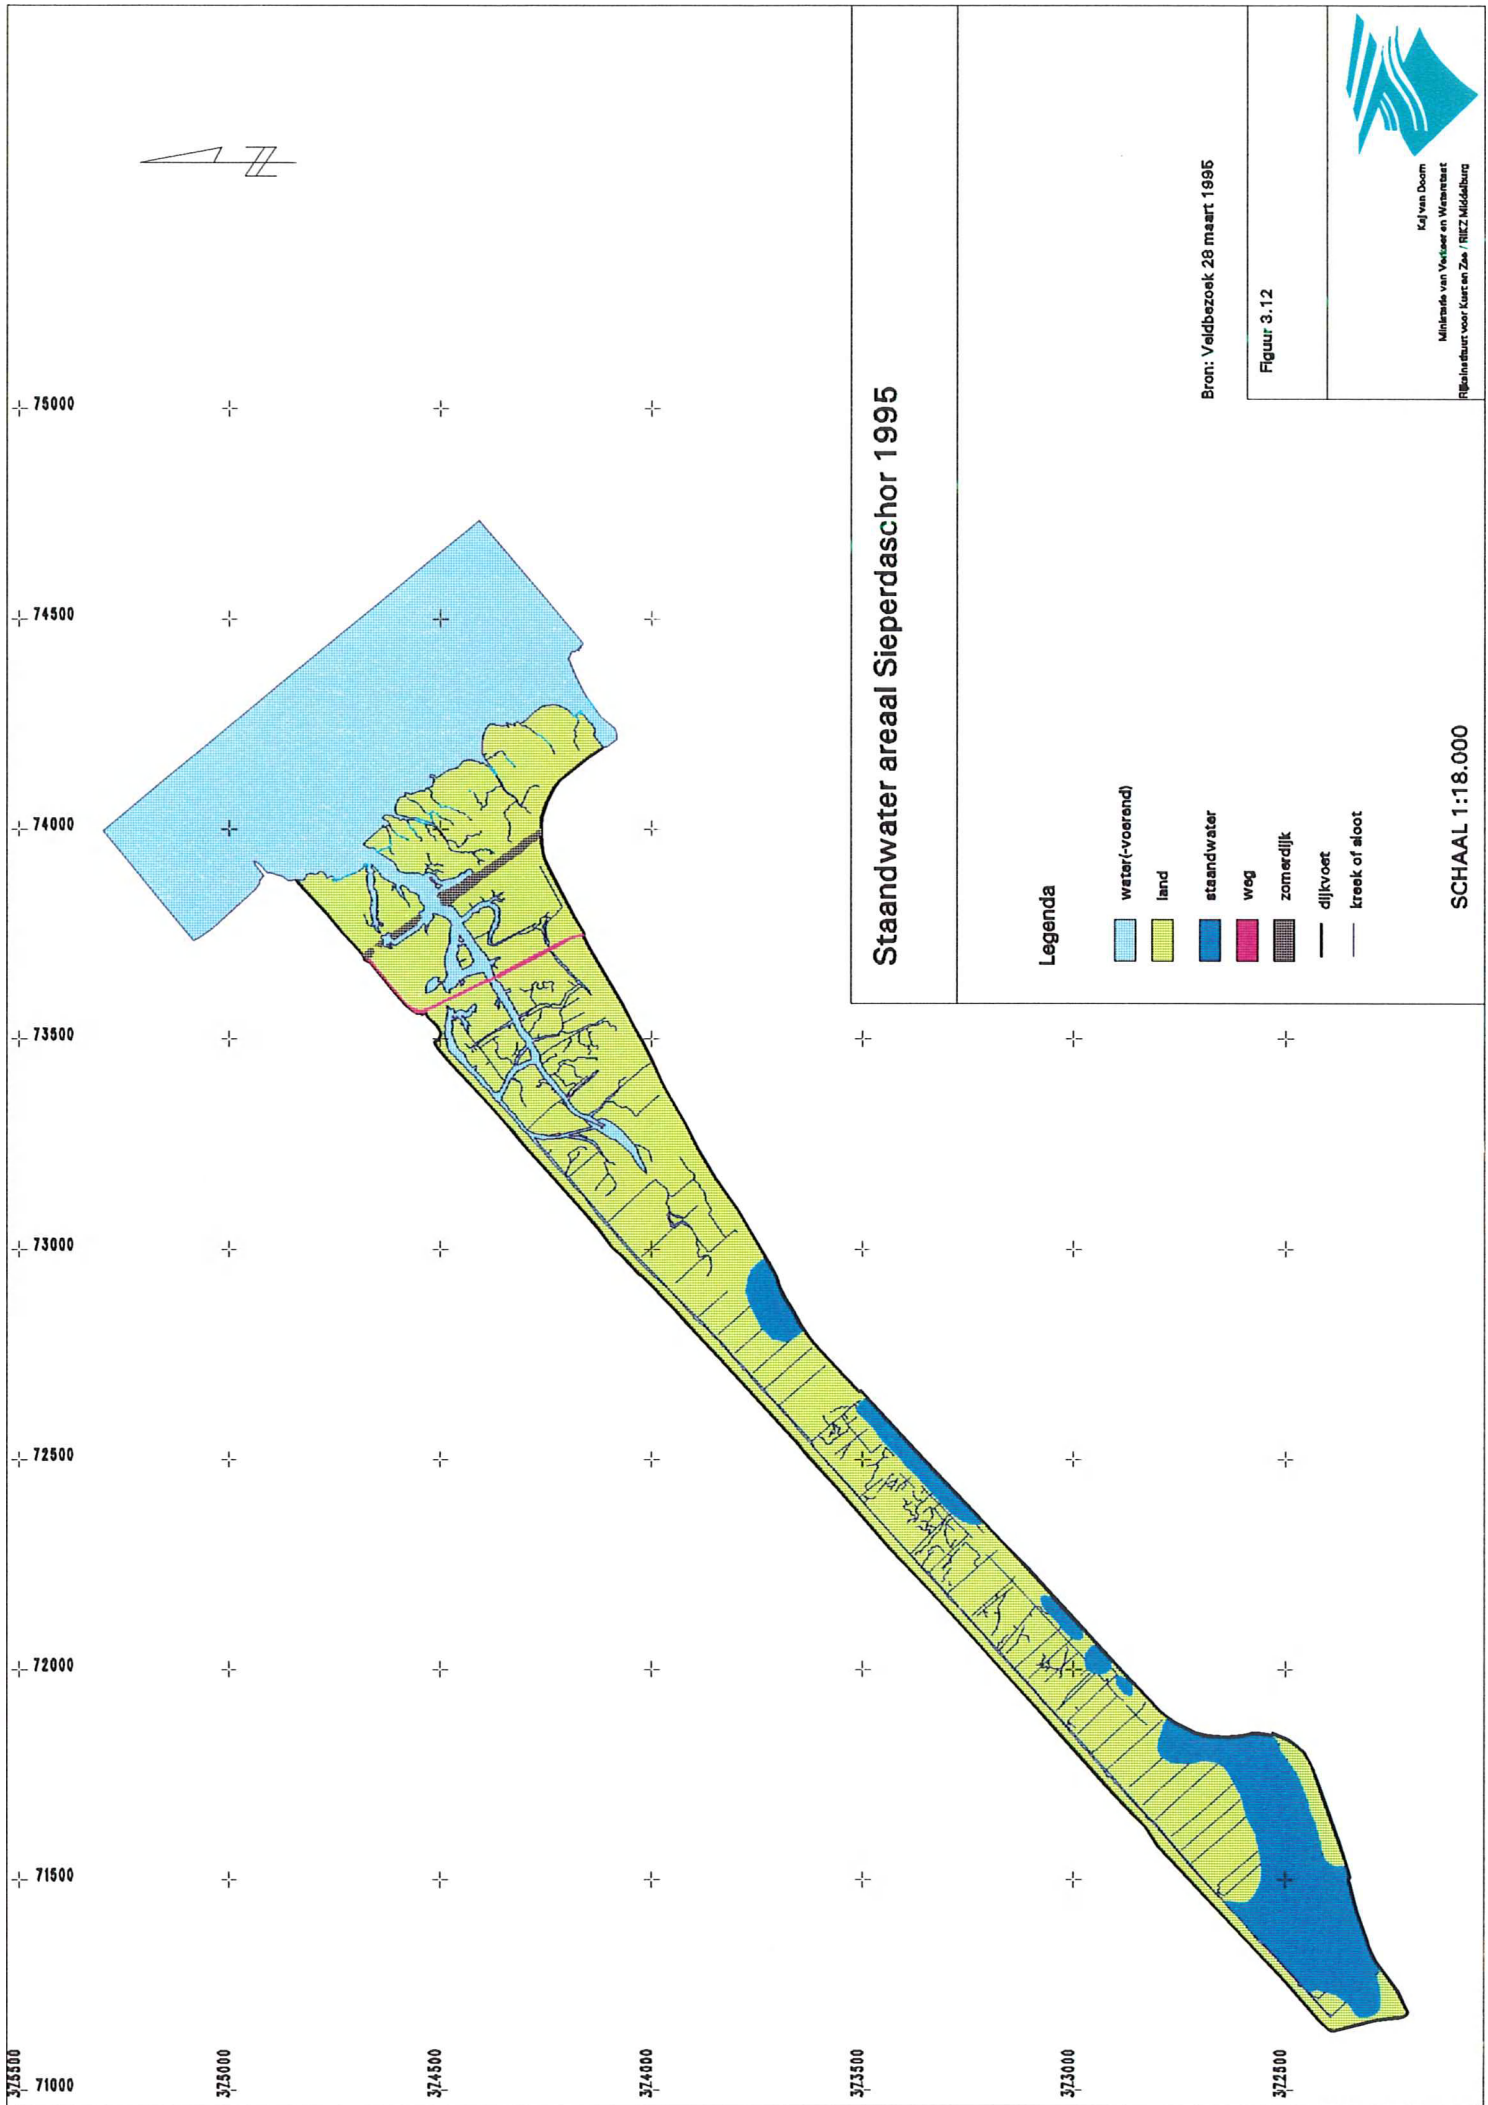 75000
74500
74000
73500
73000
72500
72000
71500
71000
375500
375000
374500
374000
373500
373000
372500
N
Staandwater areaal Sieperdaschor 1995
Legenda
water(-voerend)
land
staandwater
weg
zomerdijk
dijkvoet
kreek of sloot
SCHAAL 1:18.000
Bron: Veldbezoek 28 maart 1995
Figuur 3.12
Kaj van Doorn
Ministerie van Verkeer en Waterstaat
Rijksinstituut voor Kust en Zee / RIKZ Middelburg